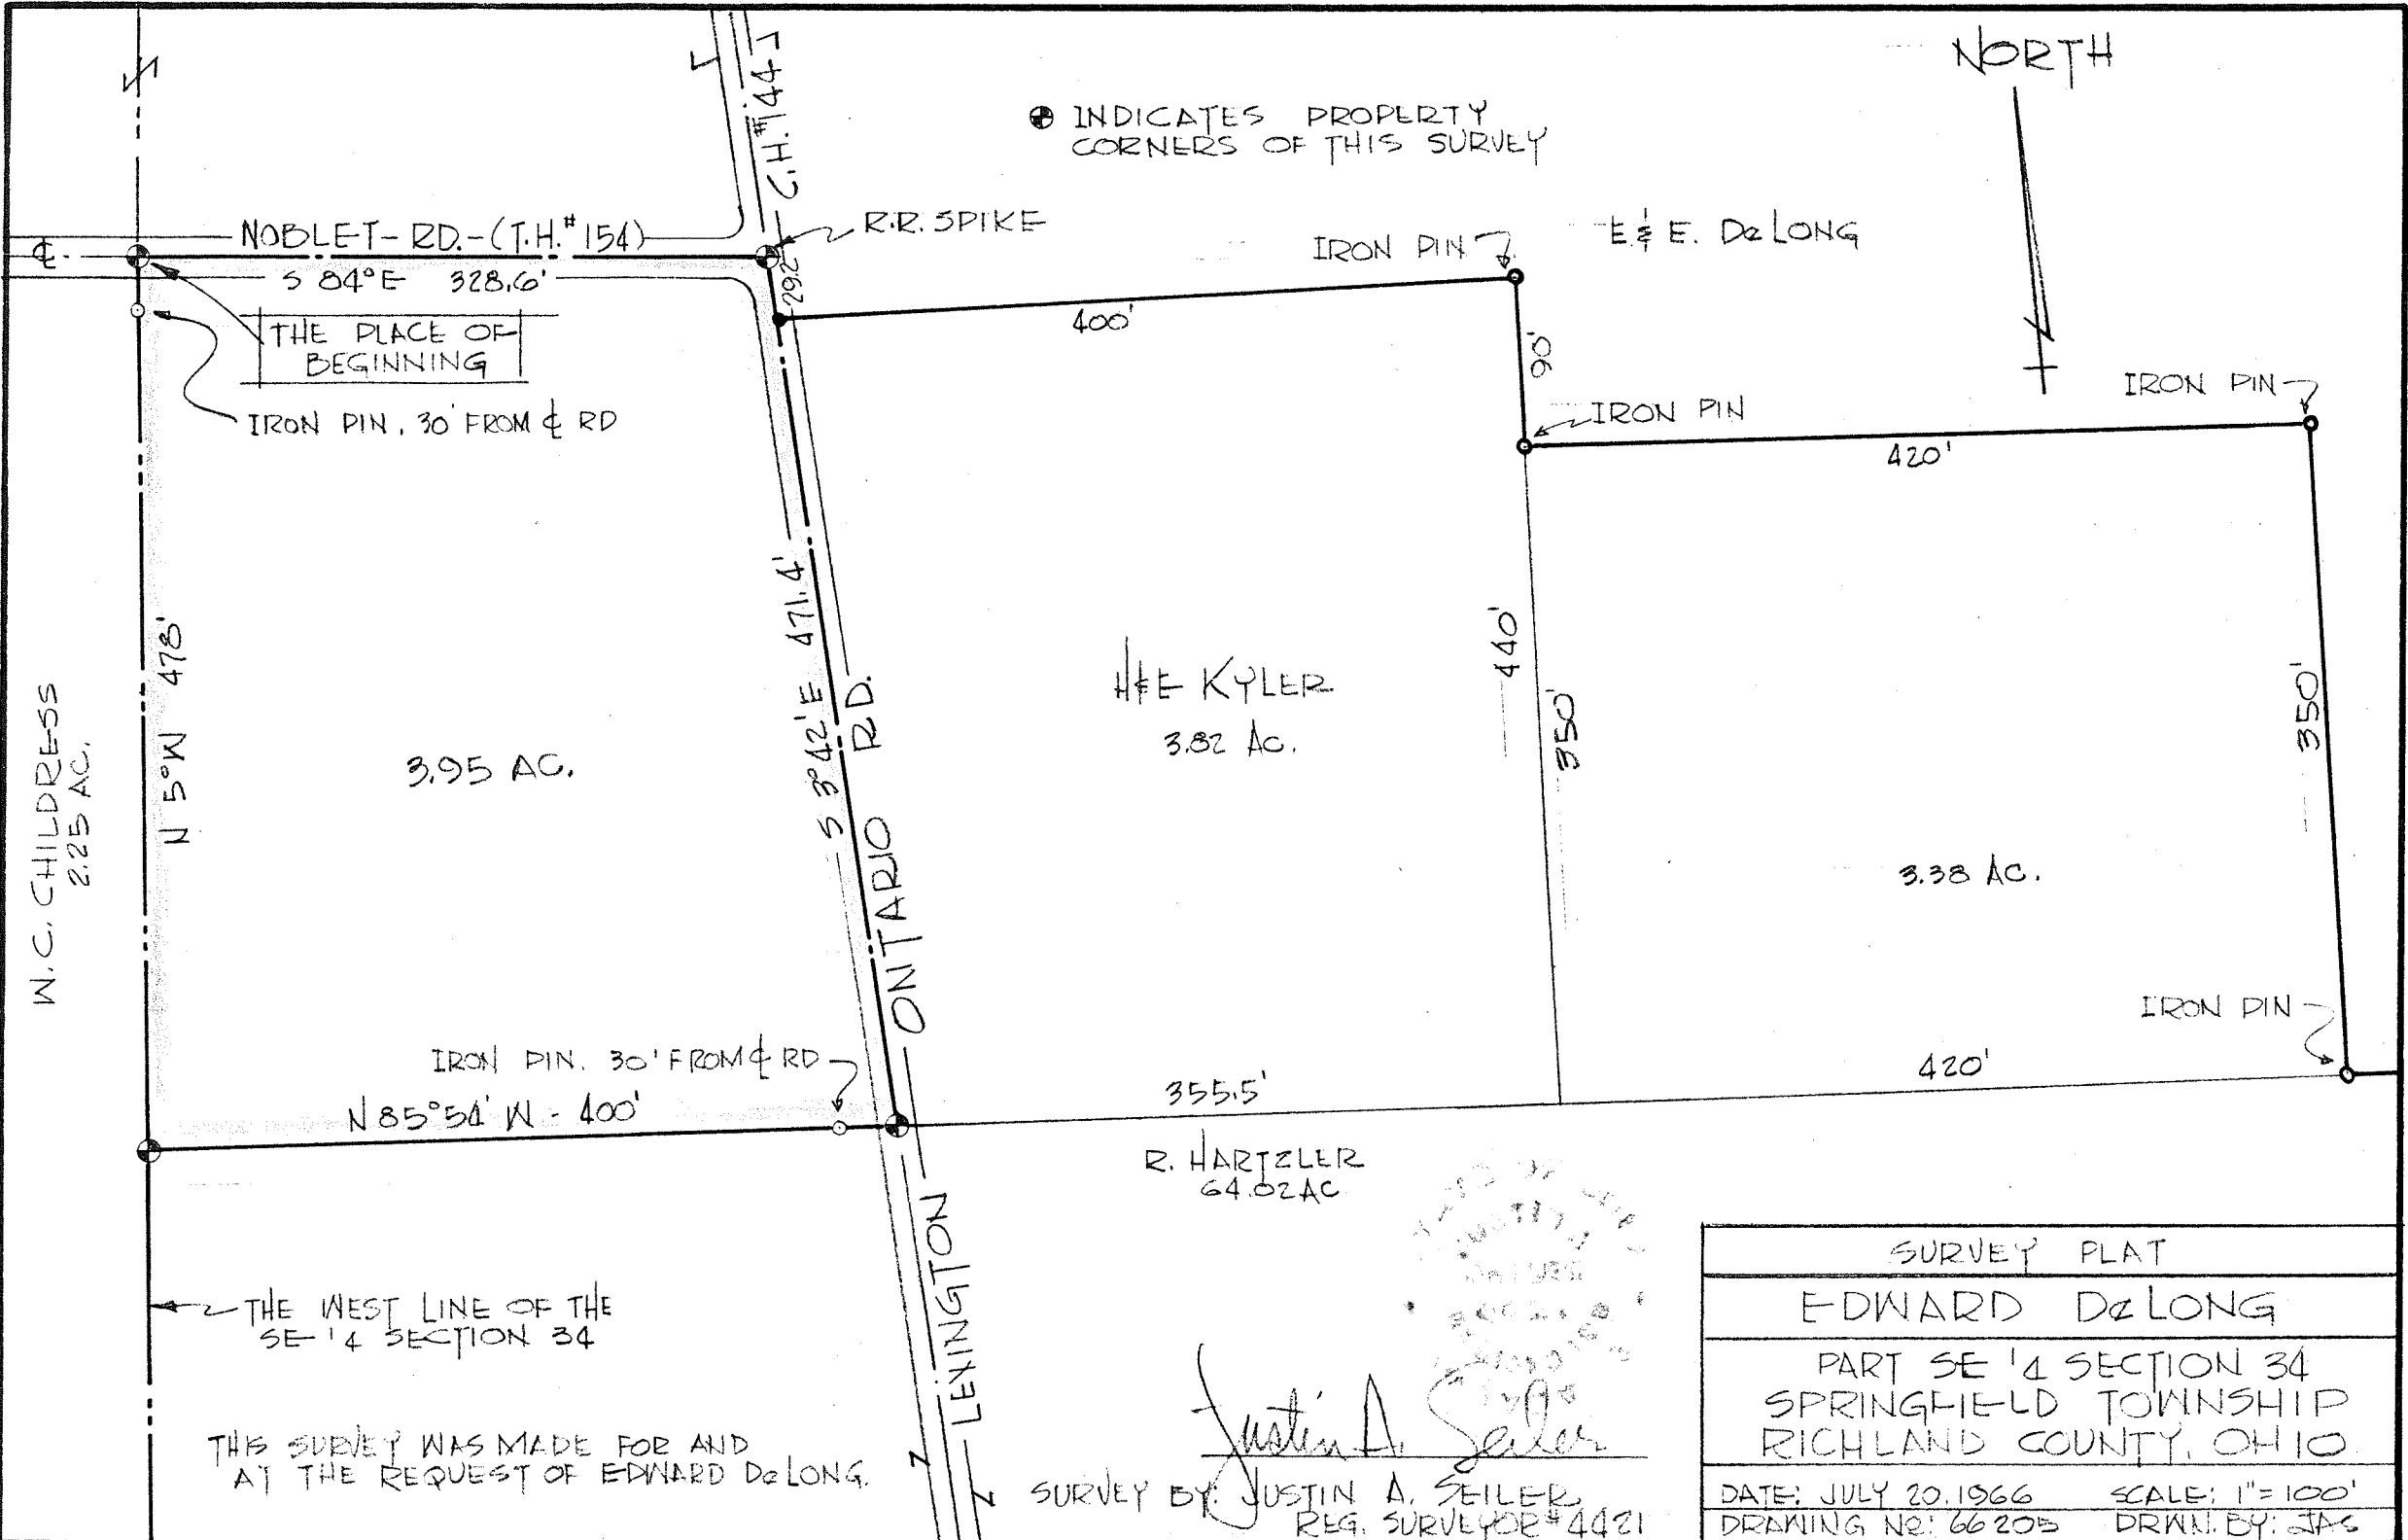 NORTH
C.H.#144
INDICATES PROPERTY
CORNERS OF THIS SURVEY
NOBLET-RD.-(T.H.#154)
R.R. SPIKE
IRON PIN
E & E. DeLONG
℄
S 84°E 328.6'
29.2
400'
THE PLACE OF
BEGINNING
90'
IRON PIN
IRON PIN
IRON PIN. 30' FROM ℄ RD
420'
N 5°W 478'
S 3°42'E 471.4'
H&E KYLER
3.82 AC.
440'
350'
350'
W.C. CHILDRESS
2.25 AC.
3.95 AC.
3.38 AC.
LEXINGTON ONTARIO RD.
IRON PIN
IRON PIN. 30' FROM ℄ RD
N 85°54' W - 400'
355.5'
420'
R. HARTZLER
64.02 AC
THE WEST LINE OF THE
SE 1/4 SECTION 34
THIS SURVEY WAS MADE FOR AND
AT THE REQUEST OF EDWARD DeLONG.
Justin A. Seiler
SURVEY BY: JUSTIN A. SEILER
REG. SURVEYOR #4421
SURVEY PLAT
EDWARD DeLONG
PART SE 1/4 SECTION 34
SPRINGFIELD TOWNSHIP
RICHLAND COUNTY, OHIO
DATE: JULY 20, 1966 SCALE: 1"=100'
DRAWING NO: 66205 DRWN. BY: JAS